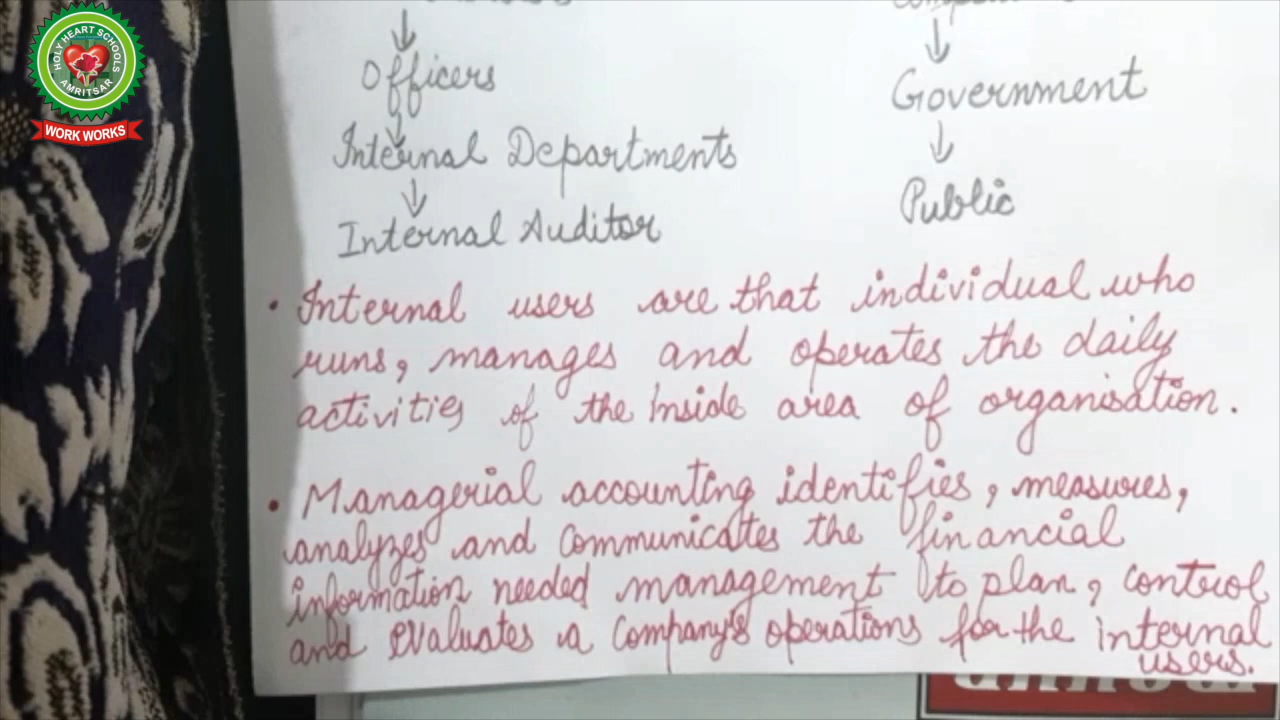 HOLY HEART SCHOOLS
AMRITSAR
WORK WORKS
Officers
Government
Internal Departments
Public
Internal Auditor
• Internal users are that individual who
runs, manages and operates the daily
activities of the inside area of organisation.
• Managerial accounting identifies, measures,
analyzes and communicates the financial
information needed management to plan, control
and evaluates a company's operations for the internal
users.